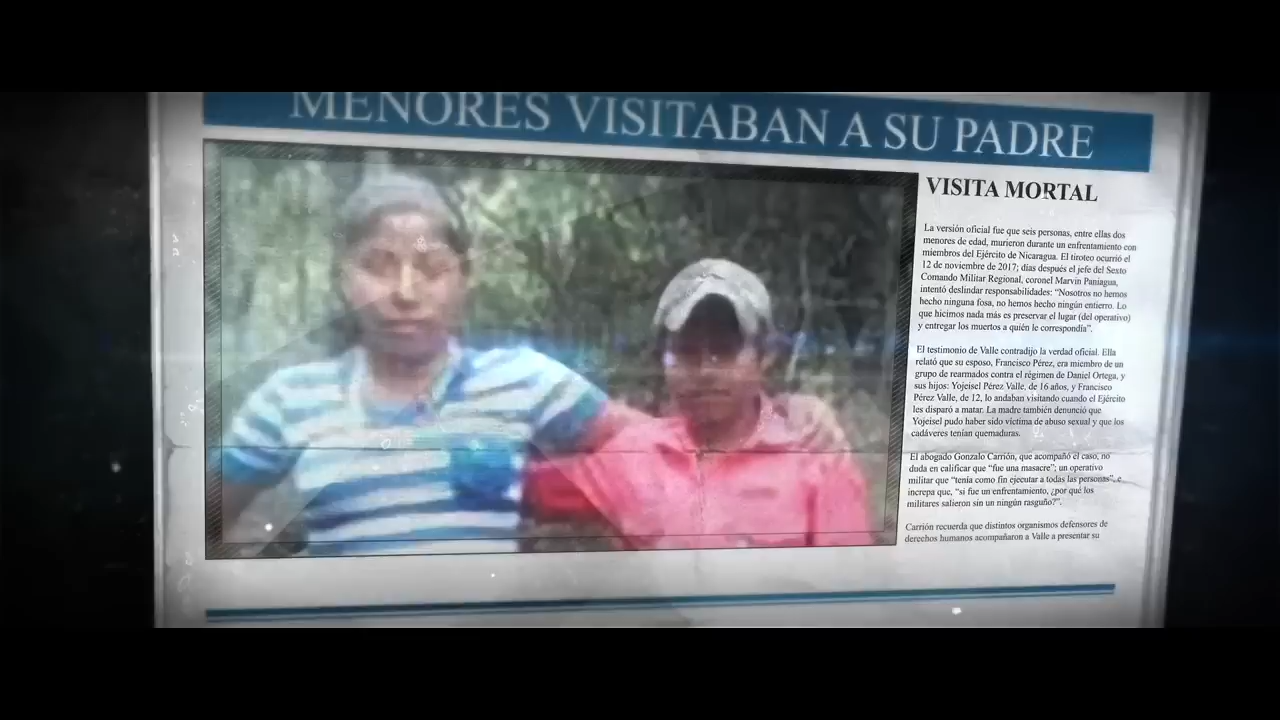 MENORES VISITABAN A SU PADRE
VISITA MORTAL
La versión oficial fue que seis personas, entre ellas dos
menores de edad, murieron durante un enfrentamiento con
miembros del Ejército de Nicaragua. El tiroteo ocurrió el
12 de noviembre de 2017; días después el jefe del Sexto
Comando Militar Regional, coronel Marvin Paniagua,
intentó deslindar responsabilidades: “Nosotros no hemos
hecho ninguna fosa, no hemos hecho ningún entierro. Lo
que hicimos nada más es preservar el lugar (del operativo)
y entregar los muertos a quién le correspondía”.
El testimonio de Valle contradijo la verdad oficial. Ella
relató que su esposo, Francisco Pérez, era miembro de un
grupo de rearmados contra el régimen de Daniel Ortega, y
sus hijos: Yojeisel Pérez Valle, de 16 años, y Francisco
Pérez Valle, de 12, lo andaban visitando cuando el Ejército
les disparó a matar. La madre también denunció que
Yojeisel pudo haber sido víctima de abuso sexual y que los
cadáveres tenían quemaduras.
El abogado Gonzalo Carrión, que acompañó el caso, no
duda en calificar que “fue una masacre”; un operativo
militar que “tenía como fin ejecutar a todas las personas”, e
increpa que, “si fue un enfrentamiento, ¿por qué los
militares salieron sin un ningún rasguño?”.
Carrión recuerda que distintos organismos defensores de
derechos humanos acompañaron a Valle a presentar su